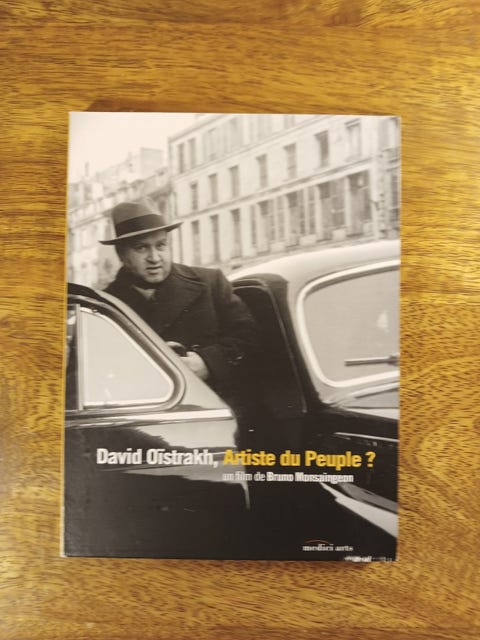 David Oïstrakh, Artiste du Peuple ?
un film de Bruno Monsaingeon
medici arts